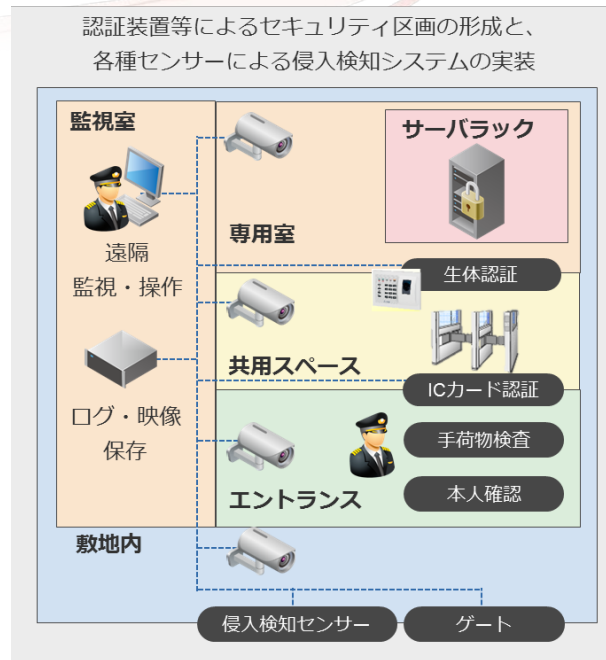 認証装置等によるセキュリティ区画の形成と、
各種センサーによる侵入検知システムの実装
監視室
遠隔
監視・操作
ログ・映像
保存
サーバラック
専用室
生体認証
共用スペース
ICカード認証
手荷物検査
本人確認
エントランス
敷地内
侵入検知センサー
ゲート